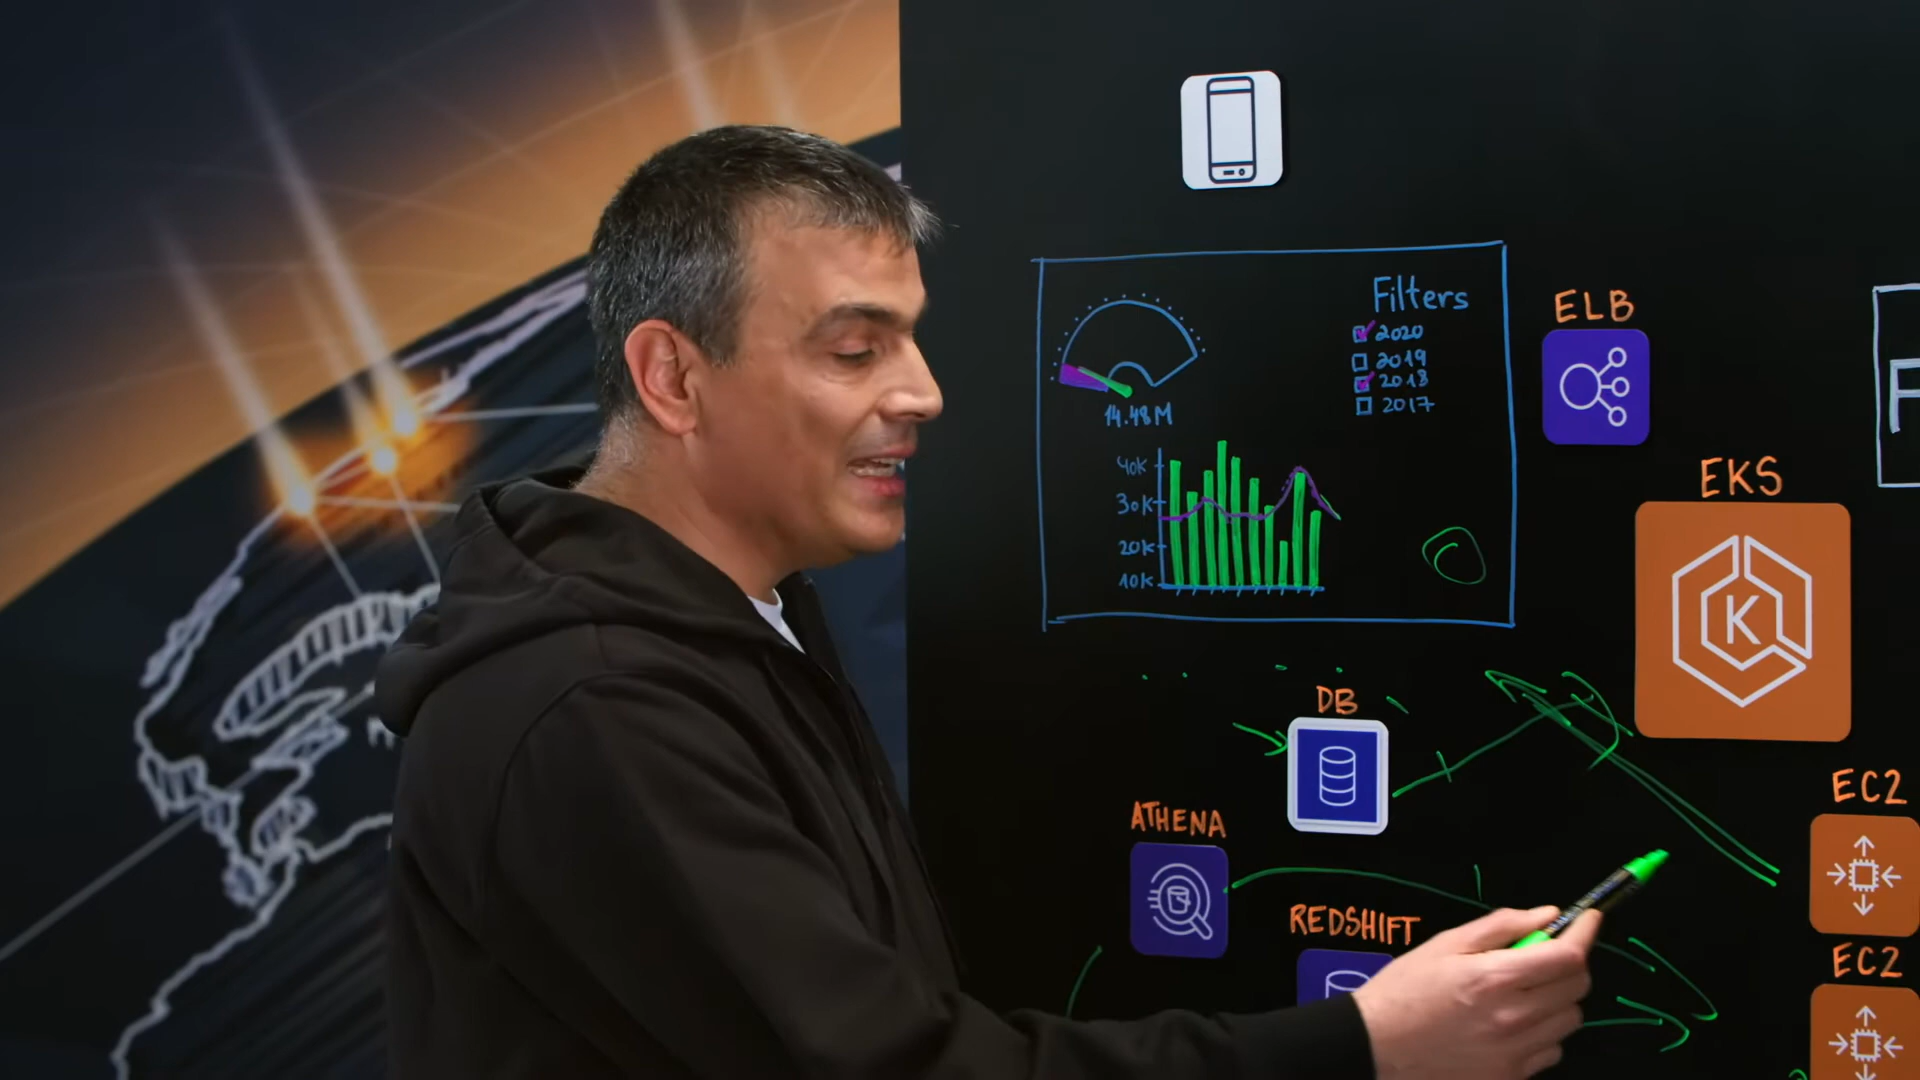 Filters
2020
2019
2018
2017
14.48M
40K
30K
20K
10K
ELB
F
EKS
K
DB
EC2
ATHENA
REDSHIFT
EC2